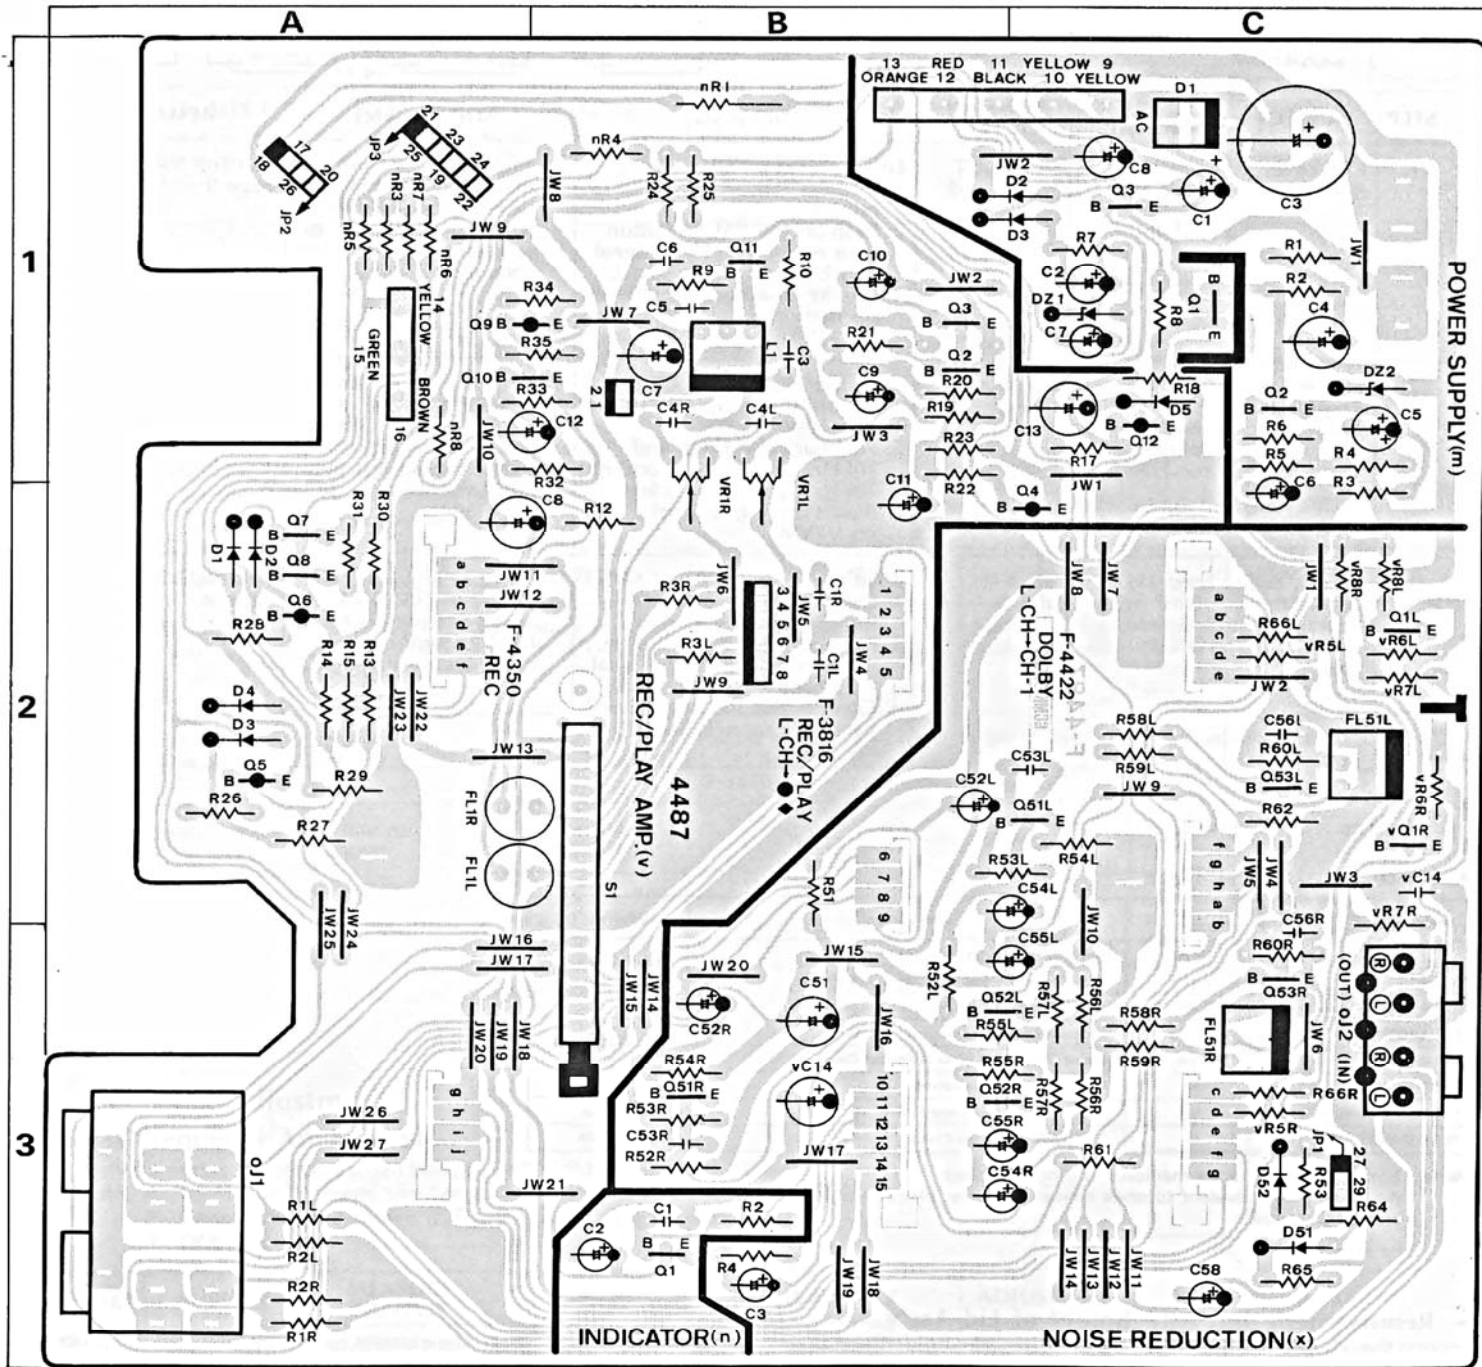 A B C
1
2
3
13 RED 11 YELLOW 9
ORANGE 12 BLACK 10 YELLOW
D1
AC
C8
C3
C1
JW2
D2
D3
Q3
B E
R7
C2
DZ1
C7
R8
B
Q1
E
R1
R2
JW1
C4
DZ2
Q2
B E
R6
R5
C5
R4
R3
C6
POWER SUPPLY(m)
nR1
nR4
JW8
R24
R25
21
23
24
JP3
25
19
22
17
18
20
26
JP2
nR3
nR7
nR5
nR6
JW9
14
YELLOW
GREEN
15
BROWN
16
nR8
JW10
R34
Q9 B E
R35
Q10 B E
R33
C12
R32
C8
R12
JW7
C7
2 1
C6
Q11
B E
R9
C5
R10
L1
C3
C4R
C4L
VR1R
VR1L
C10
R21
C9
JW3
C11
JW2
Q3
B E
Q2
B E
R20
R19
R23
R22
C13
R18
D5
B E
Q12
R17
JW1
Q4
B E
R31
R30
Q7
B E
D1
D2
Q8
B E
Q6
B E
R28
R14
R15
R13
D4
D3
Q5
B E
R29
R26
R27
JW23
JW22
a
b
c
d
e
f
JW11
JW12
F-4350
REC
JW13
FL1R
FL1L
S1
JW6
R3R
R3L
JW9
3
4
5
6
7
8
JW5
C1R
C1L
JW4
1
2
3
4
5
F-3816
REC/PLAY
L-CH→
REC/PLAY AMP.(v)
4487
JW8
JW7
L-CH→CH-1
DOLBY
F-4422
a
b
c
d
e
JW1
vR8R
vR8L
Q1L
B E
R66L
vR5L
vR6L
JW2
vR7L
R58L
R59L
JW9
C56L
R60L
Q53L
B E
R62
FL51L
vR6R
vQ1R
B E
C53L
C52L
Q51L
B E
R54L
R53L
C54L
C55L
JW10
f
g
h
a
b
JW5
JW4
JW3
vC14
vR7R
C56R
R60R
B E
Q53R
R51
6
7
8
9
JW25
JW24
JW16
JW17
JW20
JW19
JW18
JW15
JW14
JW20
C52R
JW15
C51
JW16
R52L
Q52L
B E
R55L
R57L
R56L
R58R
R59R
FL51R
JW6
(OUT) oJ2 (IN)
R
L
R
L
R54R
Q51R
B E
R53R
C53R
R52R
vC14
JW17
10
11
12
13
14
15
R55R
Q52R
B E
R57R
R56R
C55R
C54R
R61
c
d
e
f
g
R66R
vR5R
JP1
27
29
R53
D52
R64
D51
R65
C58
JW26
JW27
g
h
i
j
JW21
oJ1
R1L
R2L
R2R
R1R
C2
C1
B E
Q1
R2
R4
C3
JW19
JW18
JW14
JW13
JW12
JW11
INDICATOR(n)
NOISE REDUCTION(x)